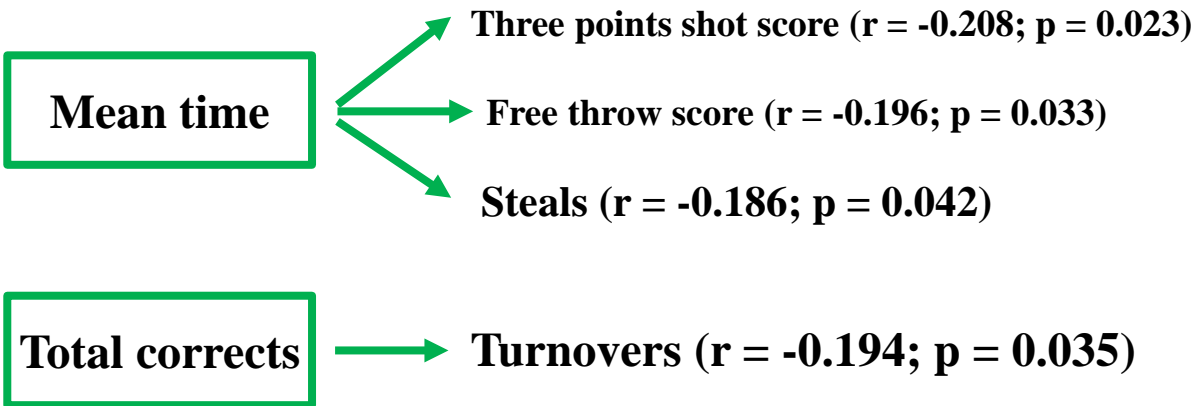 Three points shot score (r = -0.208; p = 0.023)
Mean time
Free throw score (r = -0.196; p = 0.033)
Steals (r = -0.186; p = 0.042)
Total corrects
Turnovers (r = -0.194; p = 0.035)